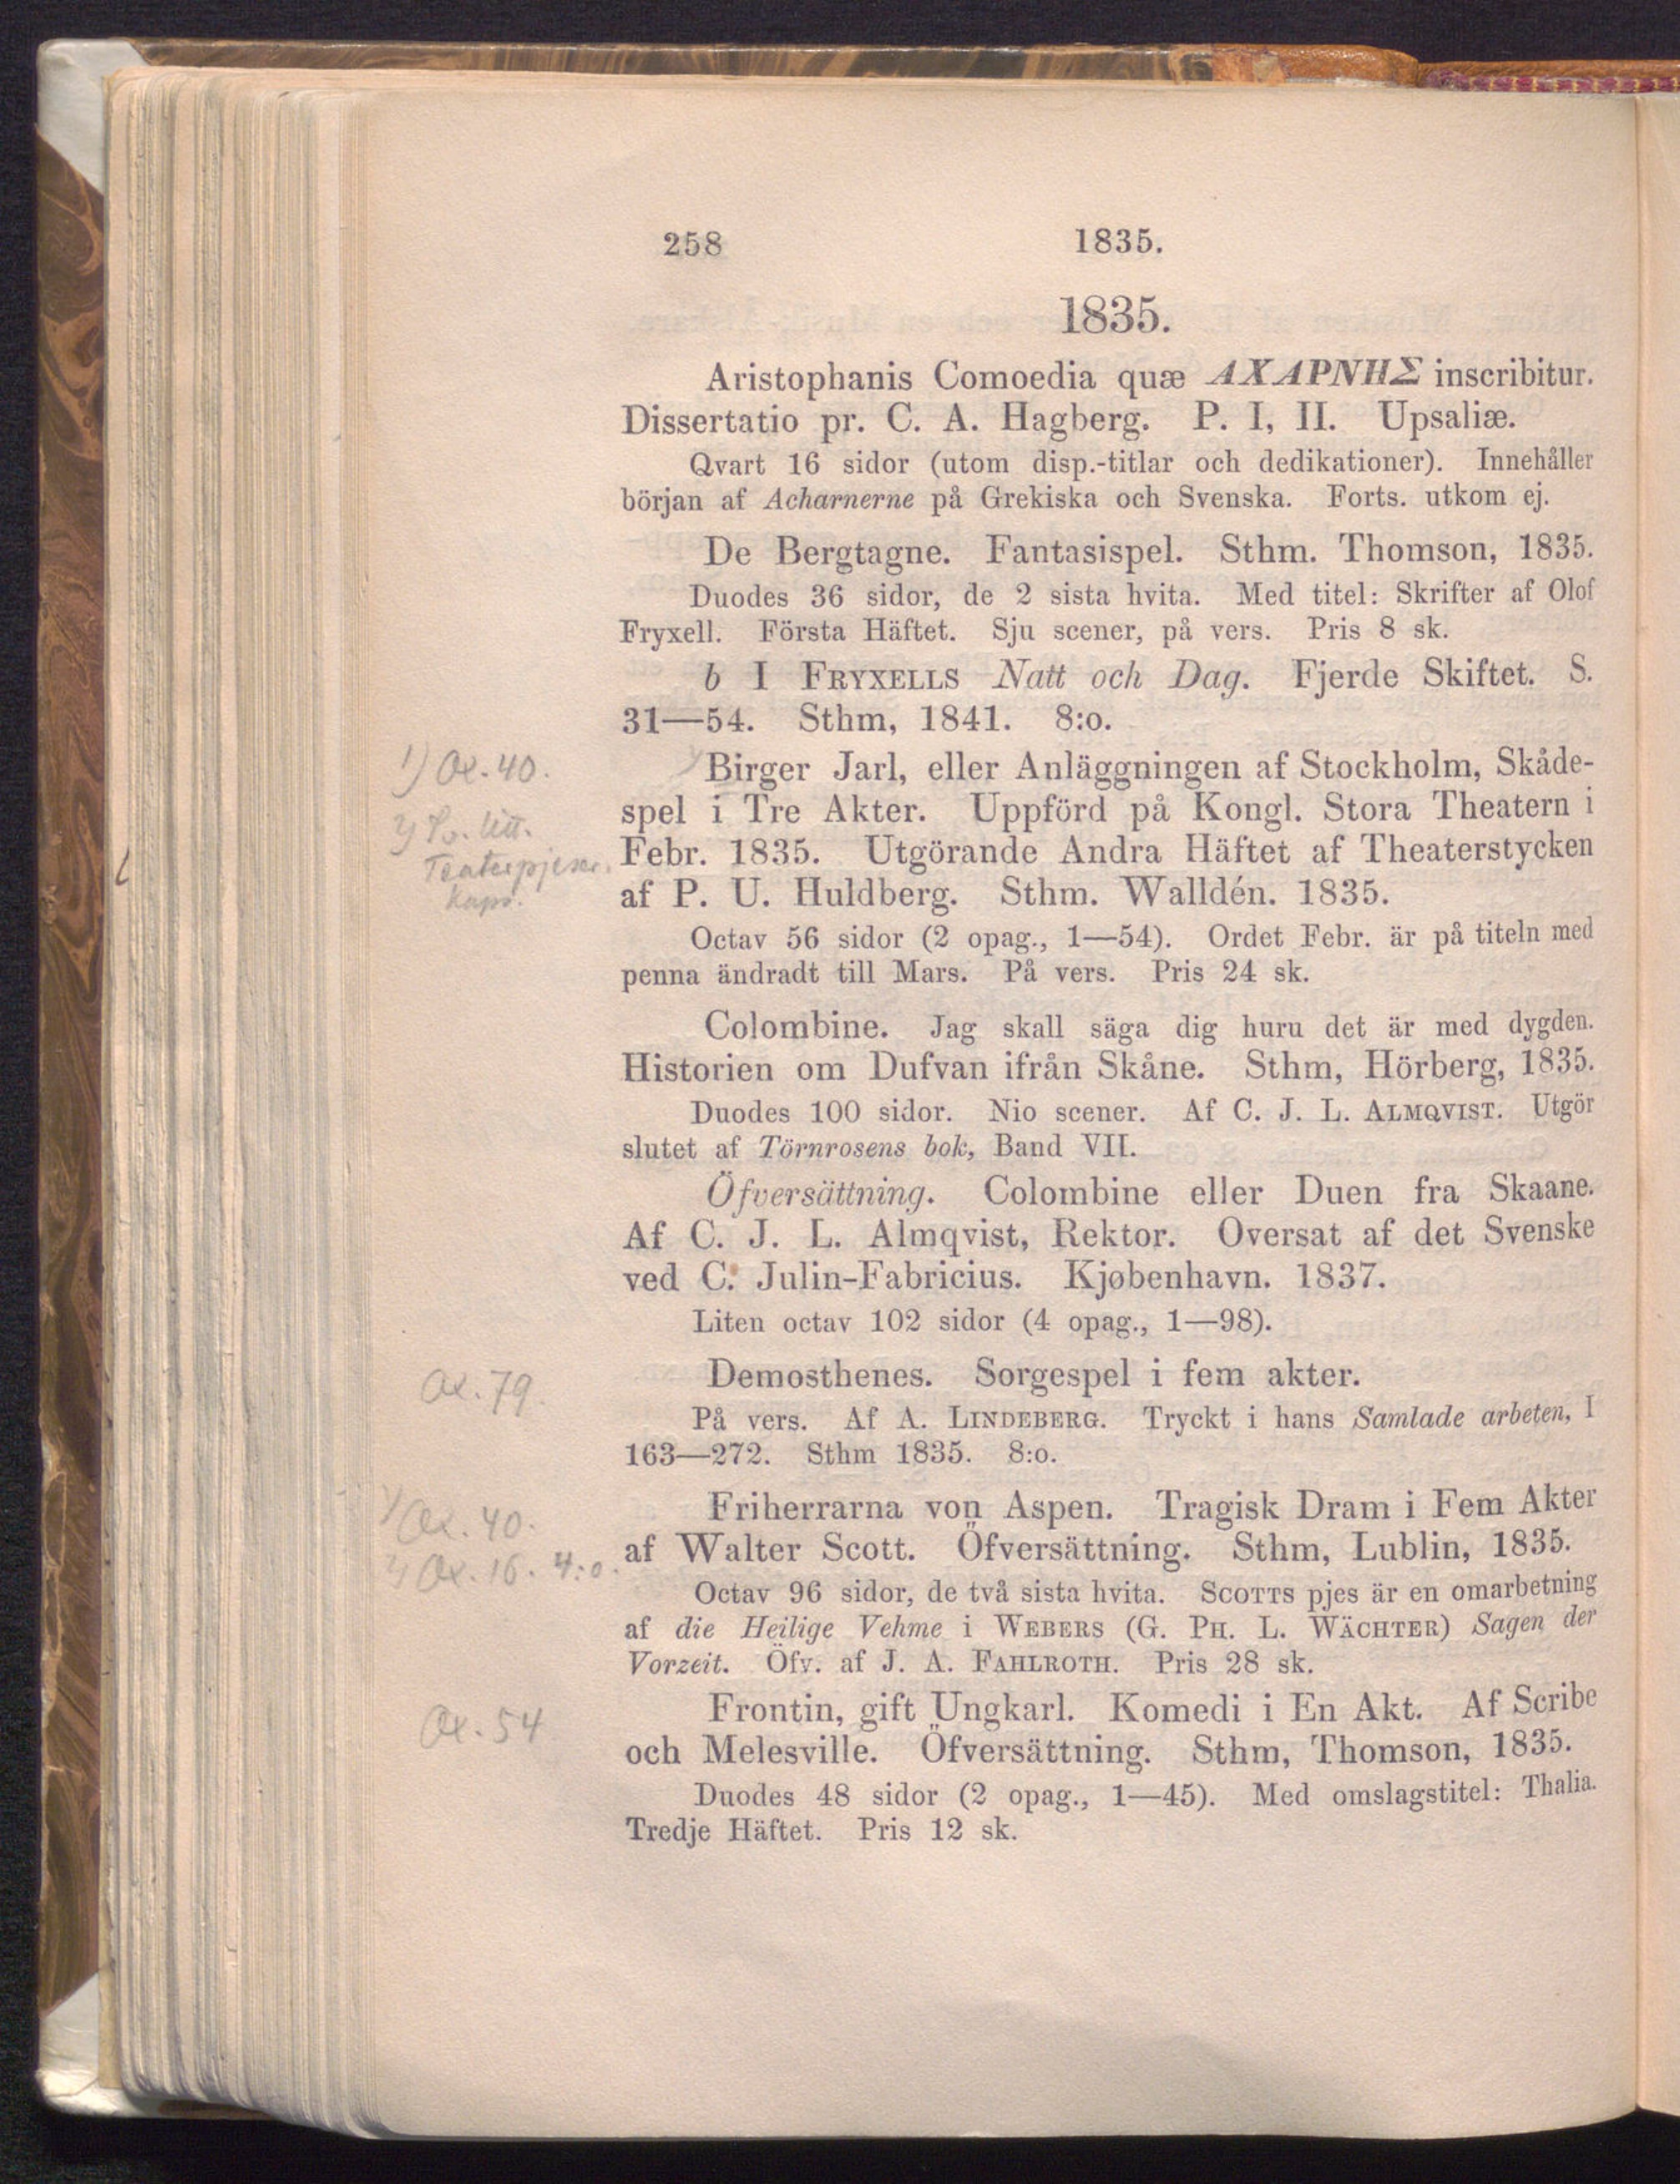 258 1835.
1835.
Aristophanis Comoedia quæ ΑΧΑΡΝΗΣ inscribitur.
Dissertatio pr. C. A. Hagberg. P. I, II. Upsaliæ.
Qvart 16 sidor (utom disp.-titlar och dedikationer). Innehåller
början af Acharnerne på Grekiska och Svenska. Forts. utkom ej.
De Bergtagne. Fantasispel. Sthm. Thomson, 1835.
Duodes 36 sidor, de 2 sista hvita. Med titel: Skrifter af Olof
Fryxell. Första Häftet. Sju scener, på vers. Pris 8 sk.
b I FRYXELLS Natt och Dag. Fjerde Skiftet. S.
31—54. Sthm, 1841. 8:o.
1) Ox. 40.
Birger Jarl, eller Anläggningen af Stockholm, Skåde-
spel i Tre Akter. Uppförd på Kongl. Stora Theatern i
2) Sv. litt.
Teaterpjeser.
Kaps.
Febr. 1835. Utgörande Andra Häftet af Theaterstycken
af P. U. Huldberg. Sthm. Walldén. 1835.
Octav 56 sidor (2 opag., 1—54). Ordet Febr. är på titeln med
penna ändradt till Mars. På vers. Pris 24 sk.
Colombine. Jag skall säga dig huru det är med dygden.
Historien om Dufvan ifrån Skåne. Sthm, Hörberg, 1835.
Duodes 100 sidor. Nio scener. Af C. J. L. ALMQVIST. Utgör
slutet af Törnrosens bok, Band VII.
Öfversättning. Colombine eller Duen fra Skaane.
Af C. J. L. Almqvist, Rektor. Oversat af det Svenske
ved C. Julin-Fabricius. Kjøbenhavn. 1837.
Liten octav 102 sidor (4 opag., 1—98).
Ox. 79.
Demosthenes. Sorgespel i fem akter.
På vers. Af A. LINDEBERG. Tryckt i hans Samlade arbeten, I
163—272. Sthm 1835. 8:o.
1) Ox. 40.
Friherrarna von Aspen. Tragisk Dram i Fem Akter
2) Ox. 16. 4:o.
af Walter Scott. Öfversättning. Sthm, Lublin, 1835.
Octav 96 sidor, de två sista hvita. SCOTTS pjes är en omarbetning
af die Heilige Vehme i WEBERS (G. PH. L. WÄCHTER) Sagen der
Vorzeit. Öfv. af J. A. FAHLROTH. Pris 28 sk.
Ox. 54
Frontin, gift Ungkarl. Komedi i En Akt. Af Scribe
och Melesville. Öfversättning. Sthm, Thomson, 1835.
Duodes 48 sidor (2 opag., 1—45). Med omslagstitel: Thalia.
Tredje Häftet. Pris 12 sk.